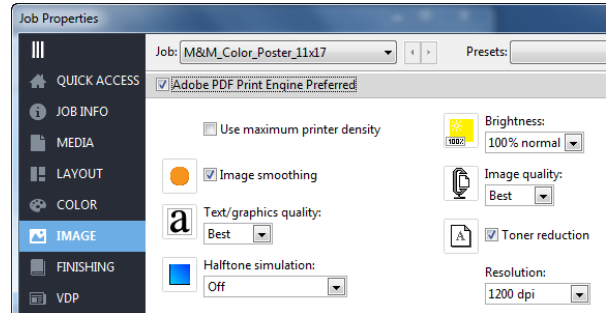 Job Properties
Job: M&M_Color_Poster_11x17
Presets:
QUICK ACCESS
JOB INFO
MEDIA
LAYOUT
COLOR
IMAGE
FINISHING
VDP
Adobe PDF Print Engine Preferred
Use maximum printer density
Image smoothing
a
Text/graphics quality:
Best
Halftone simulation:
Off
100%
Brightness:
100% normal
Image quality:
Best
A
Toner reduction
Resolution:
1200 dpi